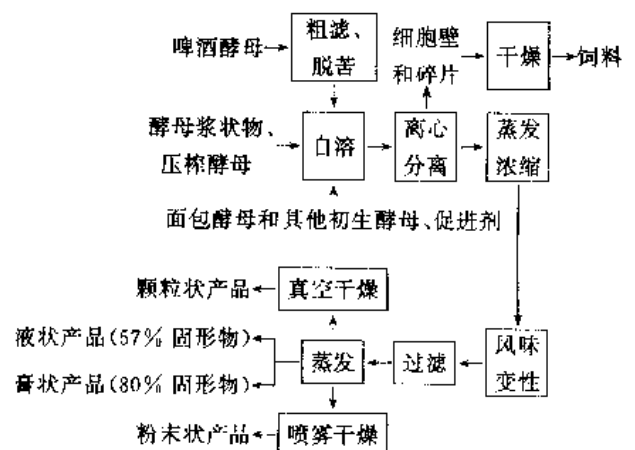 啤酒酵母
粗滤、
脱苦
细胞壁
和碎片
干燥
饲料
酵母浆状物、
压榨酵母
自溶
离心
分离
蒸发
浓缩
面包酵母和其他初生酵母、促进剂
颗粒状产品
真空干燥
液状产品(57% 固形物)
膏状产品(80% 固形物)
蒸发
过滤
风味
变性
粉末状产品
喷雾干燥